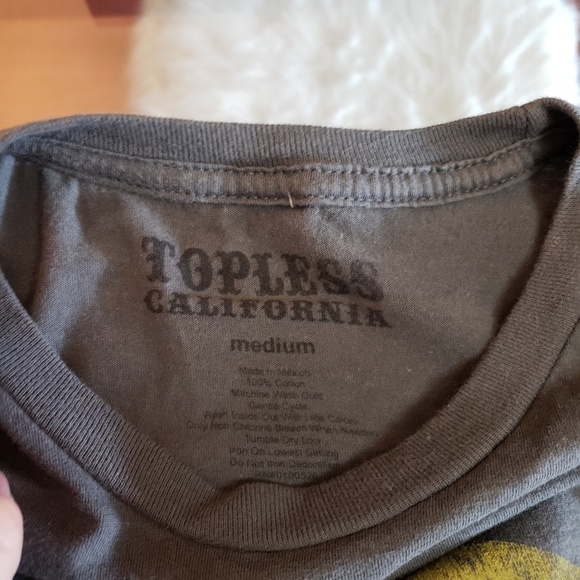 TOPLESS
CALIFORNIA
medium
Made in Mexico
100% Cotton
Machine Wash Cold
Gentle Cycle
Wash Inside Out With Like Colors
Only Non Chlorine Bleach When Needed
Tumble Dry Low
Iron On Lowest Setting
Do Not Iron Decoration